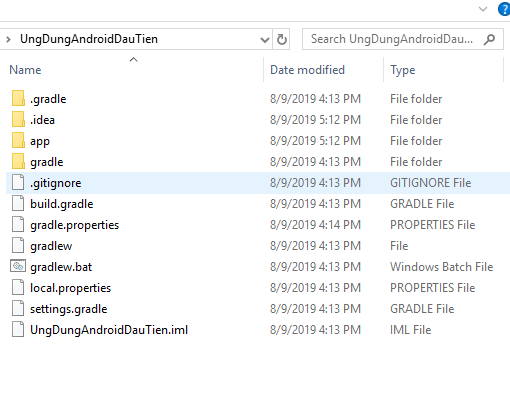 UngDungAndroidDauTien Search UngDungAndroidDau...
Name Date modified Type
.gradle 8/9/2019 4:13 PM File folder
.idea 8/9/2019 5:12 PM File folder
app 8/9/2019 5:12 PM File folder
gradle 8/9/2019 4:13 PM File folder
.gitignore 8/9/2019 4:13 PM GITIGNORE File
build.gradle 8/9/2019 4:13 PM GRADLE File
gradle.properties 8/9/2019 4:14 PM PROPERTIES File
gradlew 8/9/2019 4:13 PM File
gradlew.bat 8/9/2019 4:13 PM Windows Batch File
local.properties 8/9/2019 4:13 PM PROPERTIES File
settings.gradle 8/9/2019 4:13 PM GRADLE File
UngDungAndroidDauTien.iml 8/9/2019 4:13 PM IML File